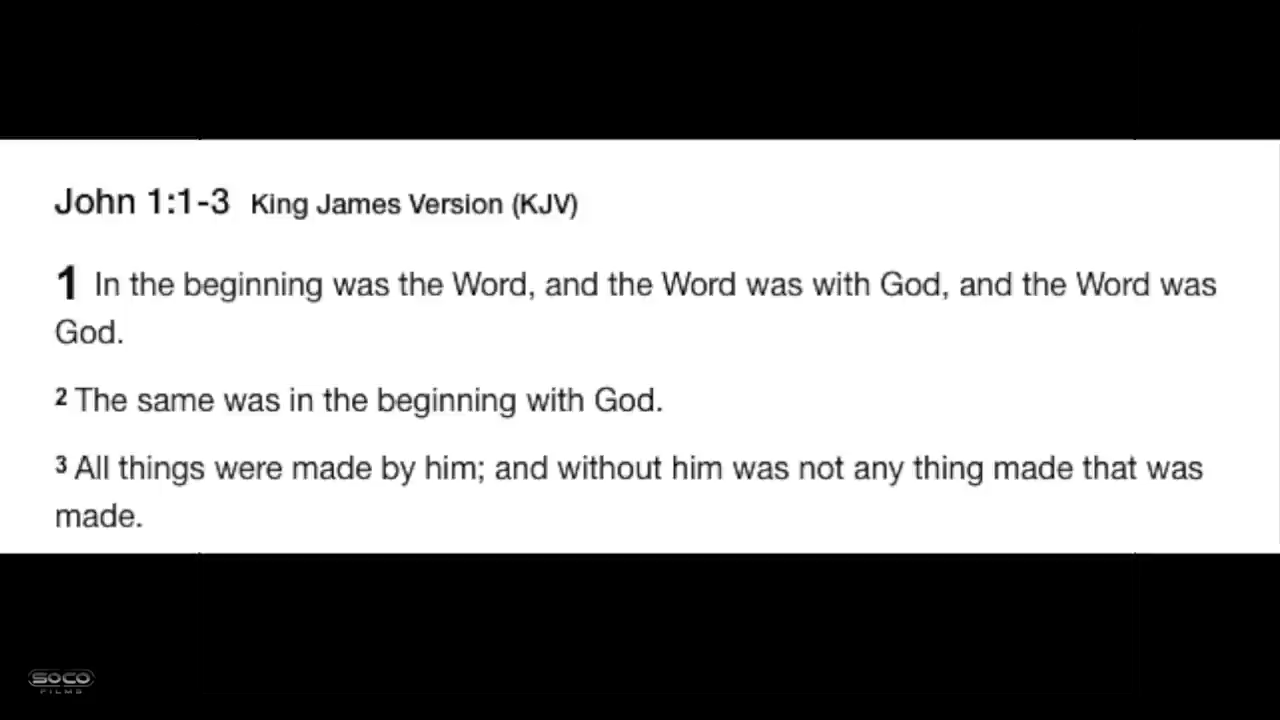 John 1:1-3 King James Version (KJV)
1 In the beginning was the Word, and the Word was with God, and the Word was
God.
2 The same was in the beginning with God.
3 All things were made by him; and without him was not any thing made that was
made.
SOCO
FILMS